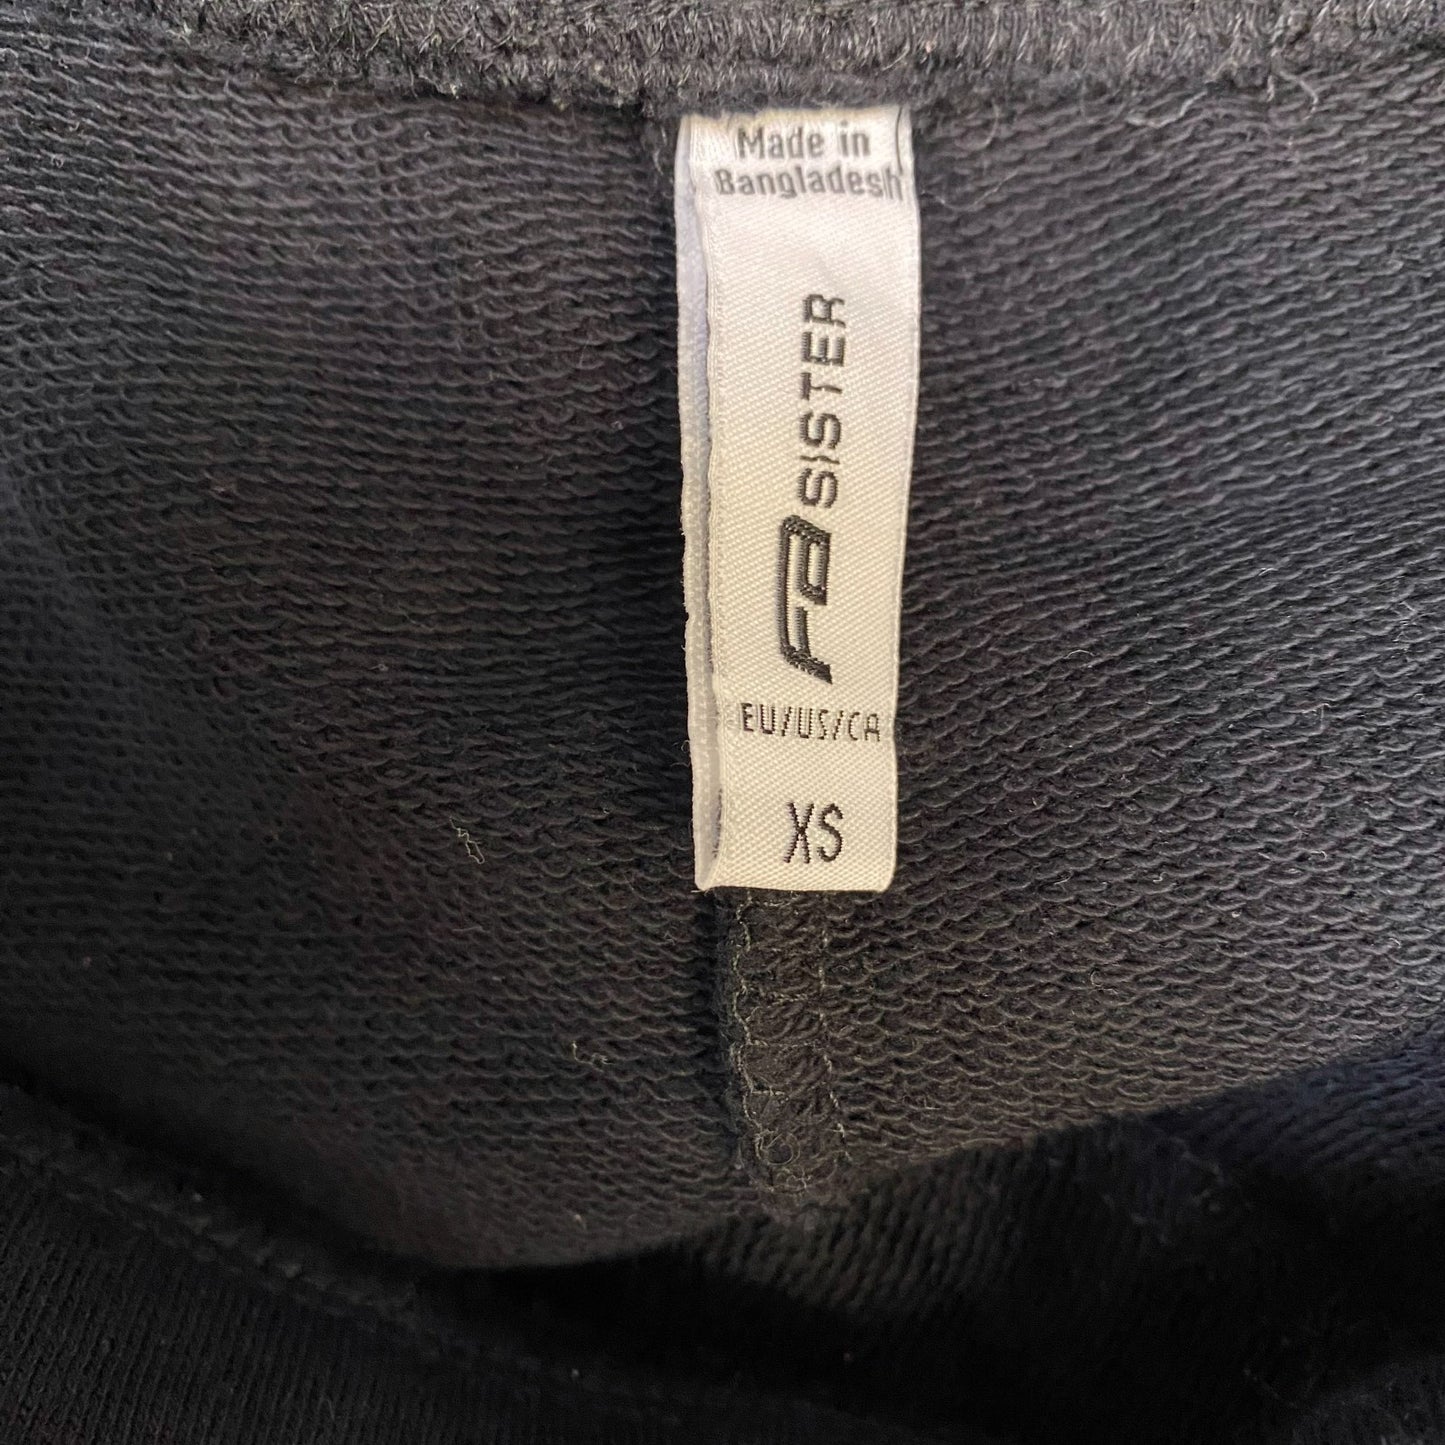 Made in
Bangladesh
FB SISTER
EU/US/CA
XS